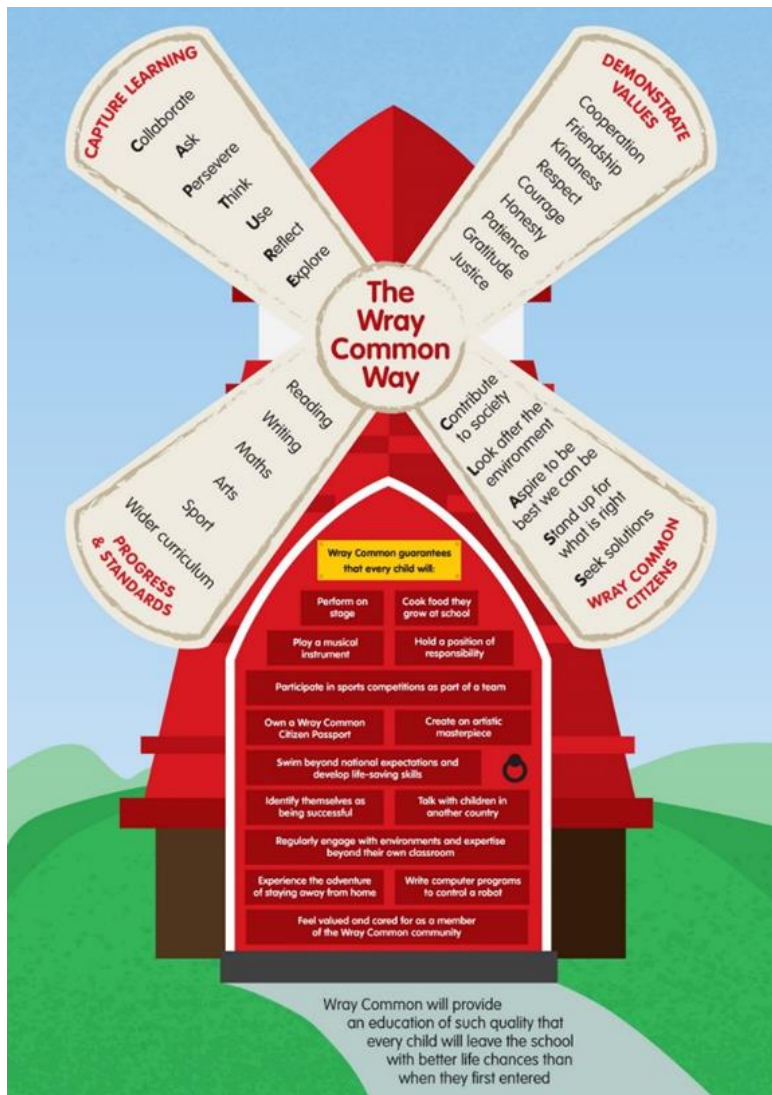 CAPTURE LEARNING
Collaborate
Ask
Persevere
Think
Use
Reflect
Explore
DEMONSTRATE
VALUES
Cooperation
Friendship
Kindness
Respect
Courage
Honesty
Patience
Gratitude
Justice
The
Wray
Common
Way
Reading
Writing
Maths
Arts
Sport
Wider curriculum
PROGRESS
& STANDARDS
Contribute
to society
Look after the
environment
Aspire to be
best we can be
Stand up for
what is right
Seek solutions
WRAY COMMON
CITIZENS
Wray Common guarantees
that every child will:
Perform on
stage
Cook food they
grow at school
Play a musical
instrument
Hold a position of
responsibility
Participate in sports competitions as part of a team
Own a Wray Common
Citizen Passport
Create an artistic
masterpiece
Swim beyond national expectations and
develop life-saving skills
Identify themselves as
being successful
Talk with children in
another country
Regularly engage with environments and expertise
beyond their own classroom
Experience the adventure
of staying away from home
Write computer programs
to control a robot
Feel valued and cared for as a member
of the Wray Common community
Wray Common will provide
an education of such quality that
every child will leave the school
with better life chances than
when they first entered